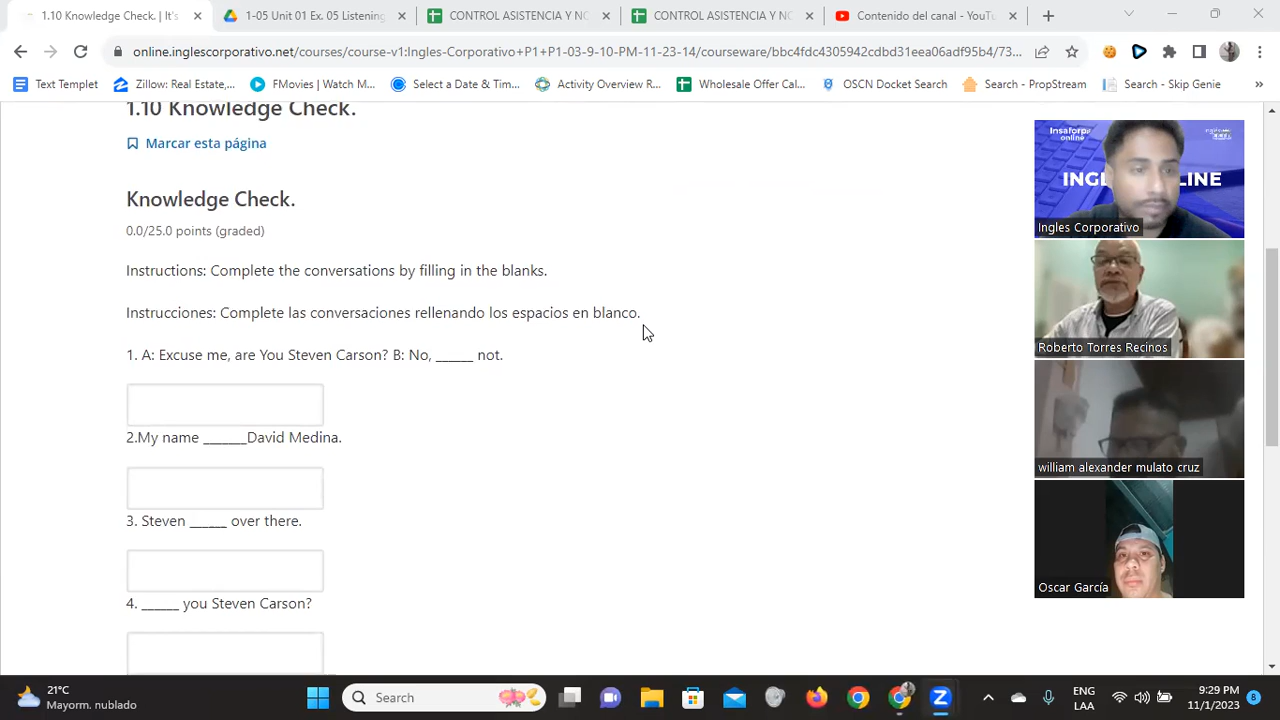 1.10 Knowledge Check. | It's
1-05 Unit 01 Ex. 05 Listening
CONTROL ASISTENCIA Y NO
CONTROL ASISTENCIA Y NO
Contenido del canal - YouTu
online.inglescorporativo.net/courses/course-v1:Ingles-Corporativo+P1+P1-03-9-10-PM-11-23-14/courseware/bbc4fdc4305942cdbd31eea06adf95b4/73...
Text Templet
Zillow: Real Estate,...
FMovies | Watch M...
Select a Date & Tim...
Activity Overview R...
Wholesale Offer Cal...
OSCN Docket Search
Search - PropStream
Search - Skip Genie
»
1.10 Knowledge Check.
Marcar esta página
Knowledge Check.
0.0/25.0 points (graded)
Instructions: Complete the conversations by filling in the blanks.
Instrucciones: Complete las conversaciones rellenando los espacios en blanco.
1. A: Excuse me, are You Steven Carson? B: No, ______ not.
2.My name _______David Medina.
3. Steven ______ over there.
4. ______ you Steven Carson?
Insaforp
online
Ingles Corporativo
Roberto Torres Recinos
william alexander mulato cruz
Oscar García
21°C
Mayorm. nublado
Search
ENG
LAA
9:29 PM
11/1/2023
8